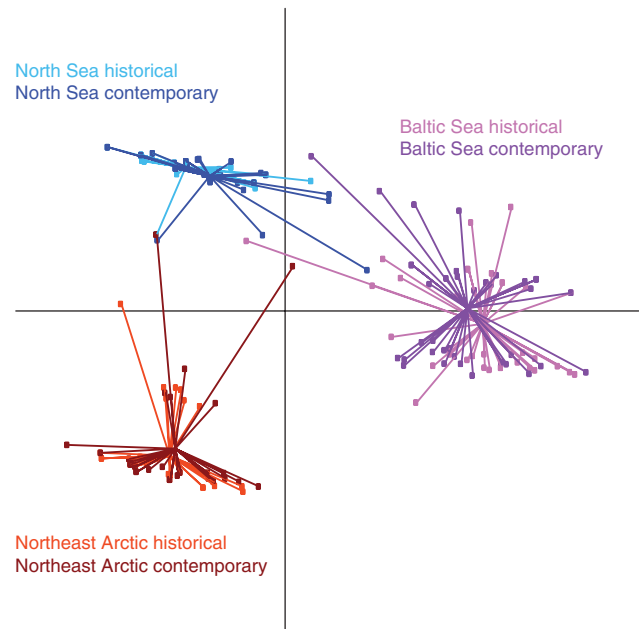 North Sea historical
North Sea contemporary
Baltic Sea historical
Baltic Sea contemporary
Northeast Arctic historical
Northeast Arctic contemporary